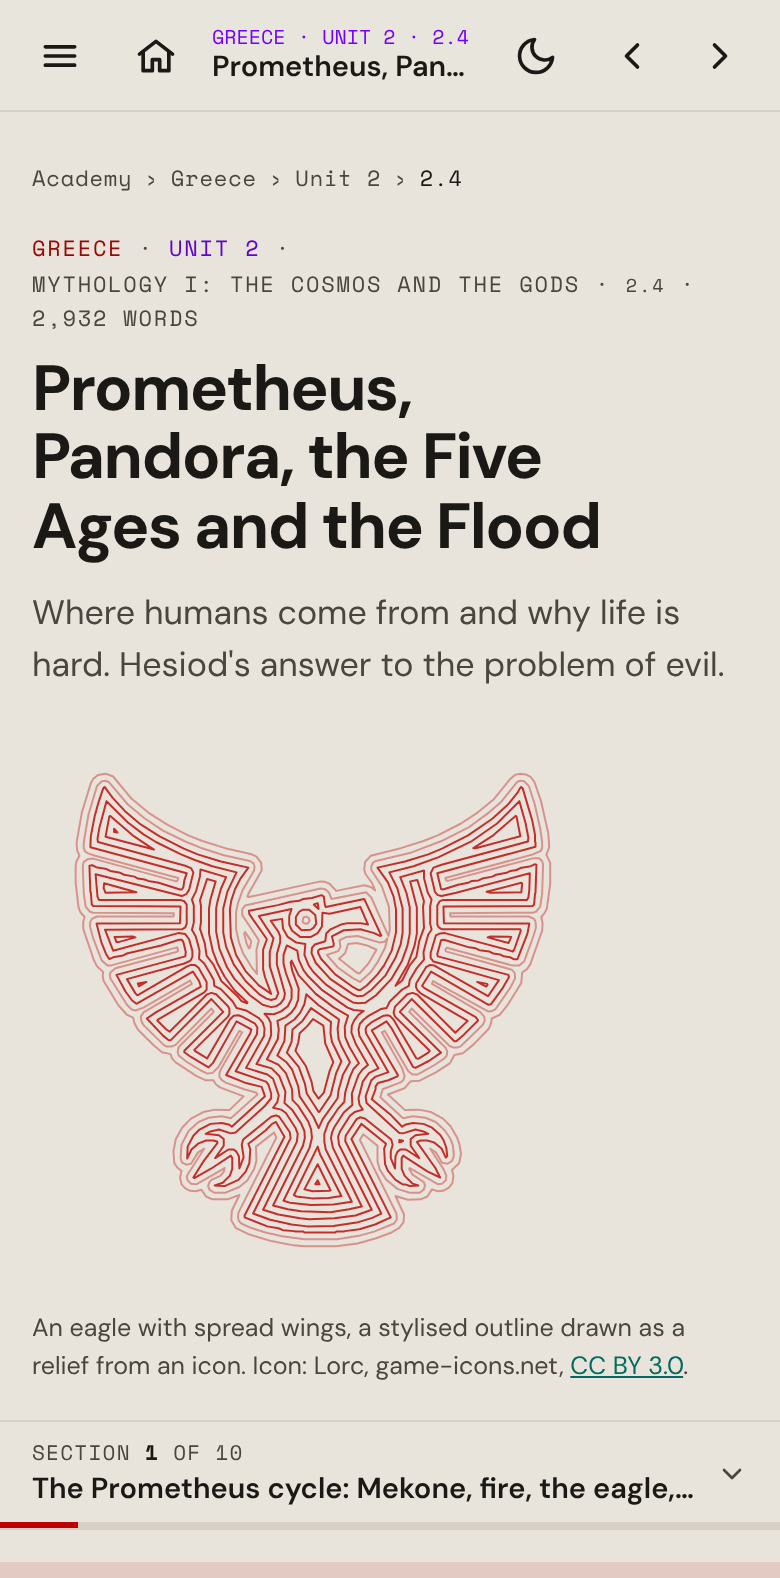 GREECE · UNIT 2 · 2.4
Prometheus, Pan...
Academy › Greece › Unit 2 › 2.4
GREECE · UNIT 2 ·
MYTHOLOGY I: THE COSMOS AND THE GODS · 2.4 ·
2,932 WORDS
Prometheus,
Pandora, the Five
Ages and the Flood
Where humans come from and why life is
hard. Hesiod's answer to the problem of evil.
An eagle with spread wings, a stylised outline drawn as a
relief from an icon. Icon: Lorc, game-icons.net, CC BY 3.0.
SECTION 1 OF 10
The Prometheus cycle: Mekone, fire, the eagle,...